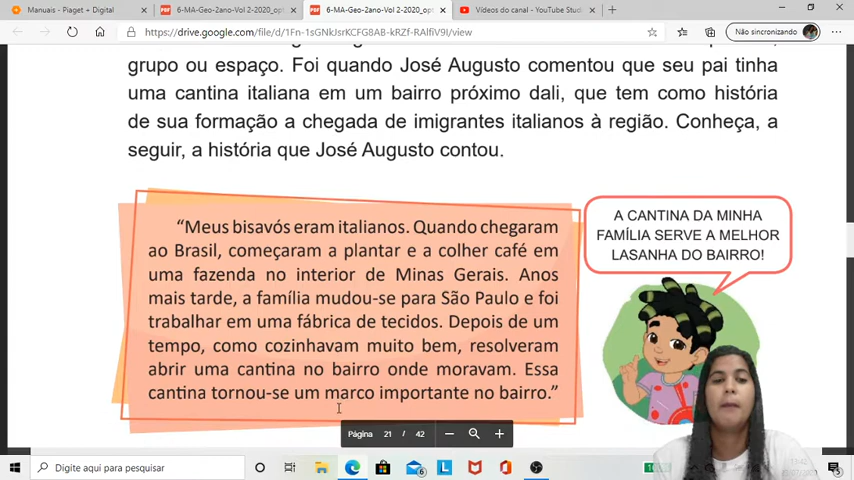 Manuais - Piaget + Digital
6-MA-Geo-2ano-Vol 2-2020_opt
6-MA-Geo-2ano-Vol 2-2020_opt
Vídeos do canal - YouTube Stud
https://drive.google.com/file/d/1Fn-1sGNkJsrKCFG8AB-kRZf-RAlfiV9I/view
Não sincronizando
grupo ou espaço. Foi quando José Augusto comentou que seu pai tinha
uma cantina italiana em um bairro próximo dali, que tem como história
de sua formação a chegada de imigrantes italianos à região. Conheça, a
seguir, a história que José Augusto contou.
“Meus bisavós eram italianos. Quando chegaram
ao Brasil, começaram a plantar e a colher café em
uma fazenda no interior de Minas Gerais. Anos
mais tarde, a família mudou-se para São Paulo e foi
trabalhar em uma fábrica de tecidos. Depois de um
tempo, como cozinhavam muito bem, resolveram
abrir uma cantina no bairro onde moravam. Essa
cantina tornou-se um marco importante no bairro.”
A CANTINA DA MINHA
FAMÍLIA SERVE A MELHOR
LASANHA DO BAIRRO!
Página 21 / 42
Digite aqui para pesquisar